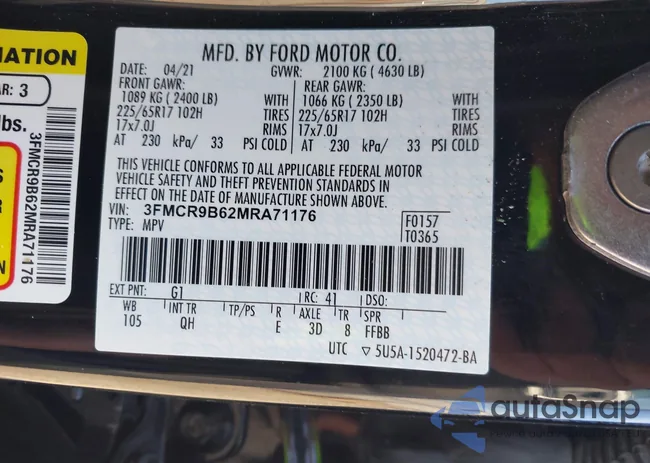 MATION
AR: 3
lbs.
3FMCR9B62MRA71176
N
MFD. BY FORD MOTOR CO.
DATE: 04/21 GVWR: 2100 KG ( 4630 LB)
FRONT GAWR: REAR GAWR:
1089 KG ( 2400 LB) WITH 1066 KG ( 2350 LB) WITH
225/65R17 102H TIRES 225/65R17 102H TIRES
17x7.0J RIMS 17x7.0J RIMS
AT 230 kPa/ 33 PSI COLD AT 230 kPa/ 33 PSI COLD
THIS VEHICLE CONFORMS TO ALL APPLICABLE FEDERAL MOTOR
VEHICLE SAFETY AND THEFT PREVENTION STANDARDS IN
EFFECT ON THE DATE OF MANUFACTURE SHOWN ABOVE.
VIN: 3FMCR9B62MRA71176 F0157
TYPE: MPV T0365
EXT PNT: G1 RC: 41 DSO:
WB INT TR TP/PS R AXLE TR SPR
105 QH E 3D 8 FFBB
UTC ▽ 5U5A-1520472-BA
autoSnap